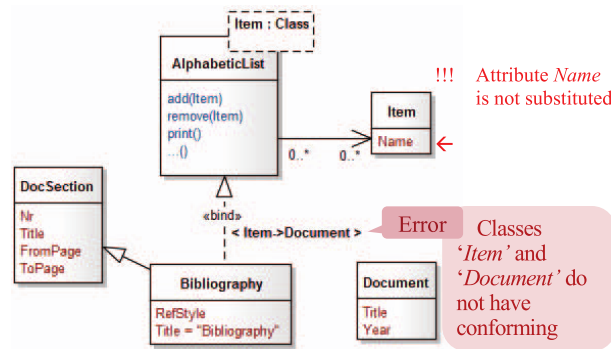 Item : Class
AlphabeticList
add(Item)
remove(Item)
print()
...()
0..*
0..*
Item
Name
!!! Attribute Name
is not substituted
←
DocSection
Nr
Title
FromPage
ToPage
«bind»
< Item->Document >
Bibliography
RefStyle
Title = "Bibliography"
Document
Title
Year
Error
Classes
‘Item’ and
‘Document’ do
not have
conforming